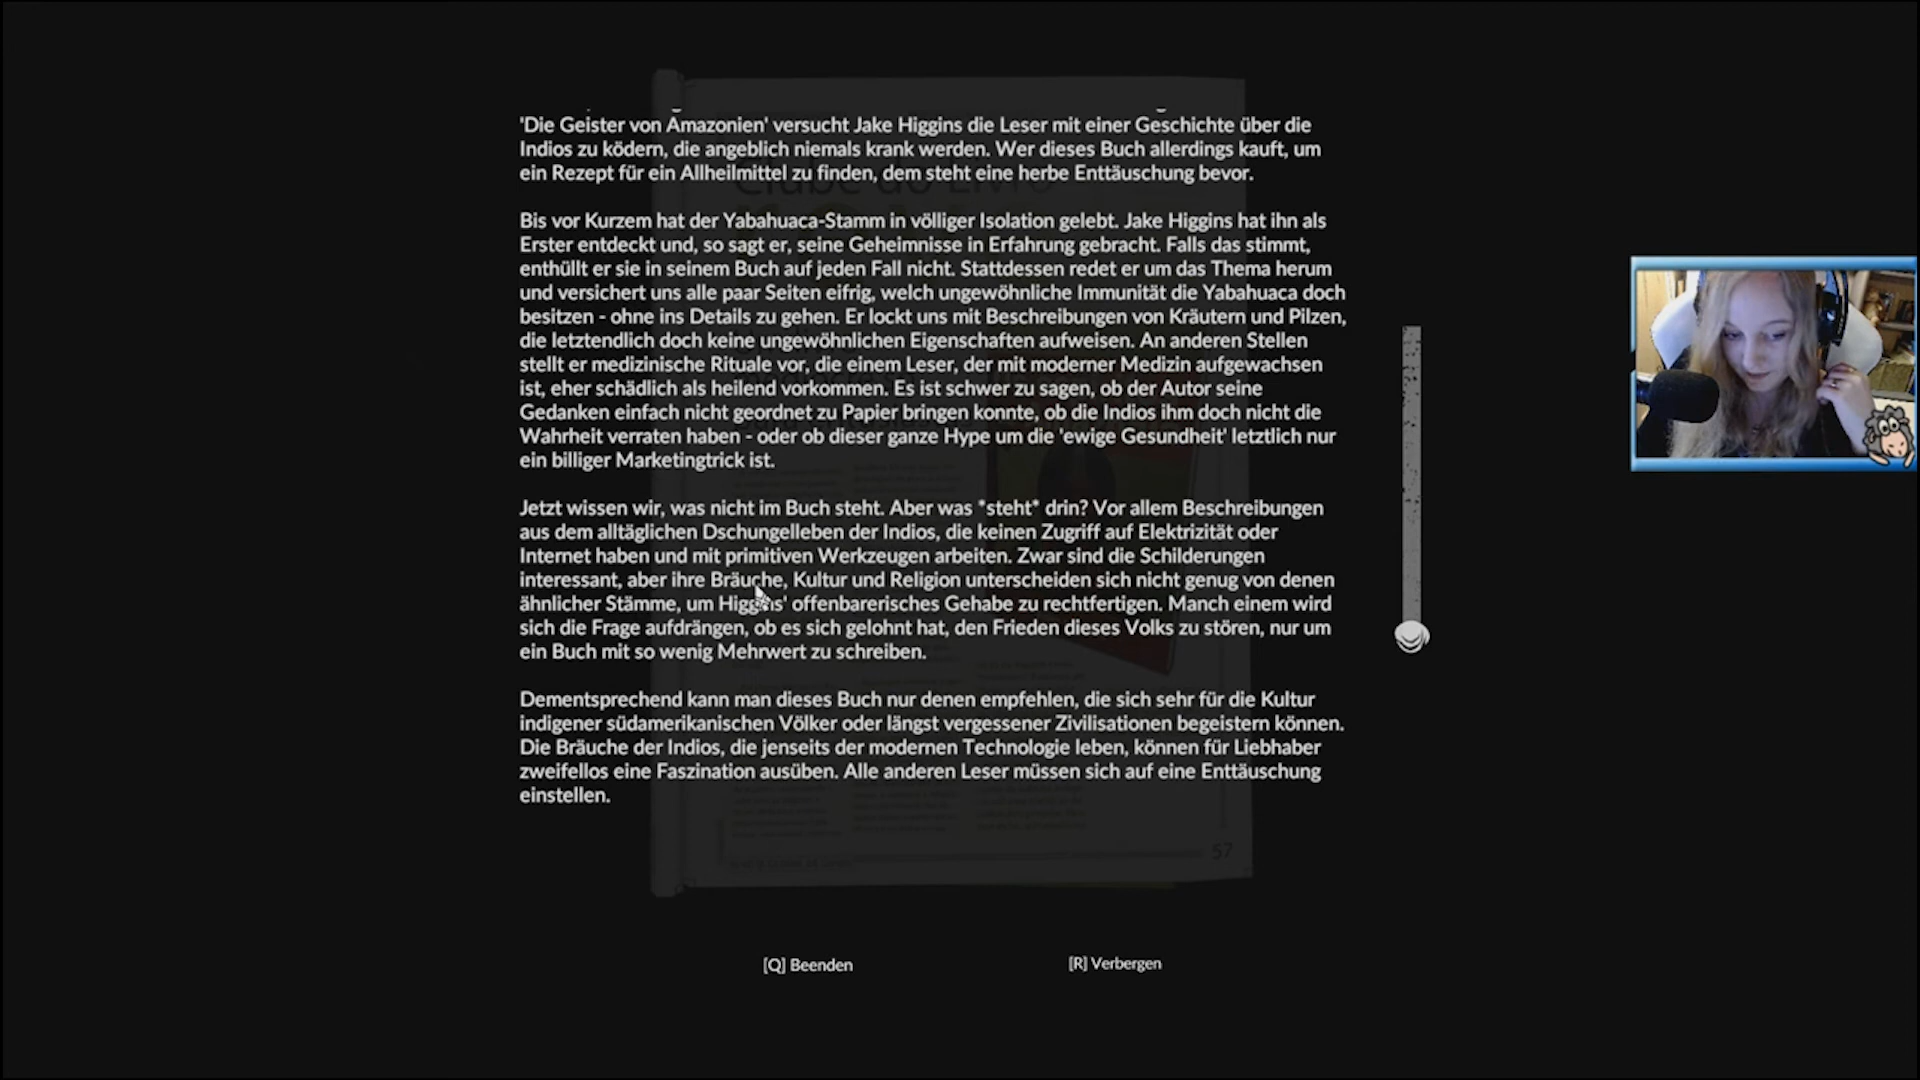 'Die Geister von Amazonien' versucht Jake Higgins die Leser mit einer Geschichte über die
Indios zu ködern, die angeblich niemals krank werden. Wer dieses Buch allerdings kauft, um
ein Rezept für ein Allheilmittel zu finden, dem steht eine herbe Enttäuschung bevor.
Bis vor Kurzem hat der Yabahuaca-Stamm in völliger Isolation gelebt. Jake Higgins hat ihn als
Erster entdeckt und, so sagt er, seine Geheimnisse in Erfahrung gebracht. Falls das stimmt,
enthüllt er sie in seinem Buch auf jeden Fall nicht. Stattdessen redet er um das Thema herum
und versichert uns alle paar Seiten eifrig, welch ungewöhnliche Immunität die Yabahuaca doch
besitzen - ohne ins Details zu gehen. Er lockt uns mit Beschreibungen von Kräutern und Pilzen,
die letztendlich doch keine ungewöhnlichen Eigenschaften aufweisen. An anderen Stellen
stellt er medizinische Rituale vor, die einem Leser, der mit moderner Medizin aufgewachsen
ist, eher schädlich als heilend vorkommen. Es ist schwer zu sagen, ob der Autor seine
Gedanken einfach nicht geordnet zu Papier bringen konnte, ob die Indios ihm doch nicht die
Wahrheit verraten haben - oder ob dieser ganze Hype um die 'ewige Gesundheit' letztlich nur
ein billiger Marketingtrick ist.
Jetzt wissen wir, was nicht im Buch steht. Aber was *steht* drin? Vor allem Beschreibungen
aus dem alltäglichen Dschungelleben der Indios, die keinen Zugriff auf Elektrizität oder
Internet haben und mit primitiven Werkzeugen arbeiten. Zwar sind die Schilderungen
interessant, aber ihre Bräuche, Kultur und Religion unterscheiden sich nicht genug von denen
ähnlicher Stämme, um Higgins' offenbarerisches Gehabe zu rechtfertigen. Manch einem wird
sich die Frage aufdrängen, ob es sich gelohnt hat, den Frieden dieses Volks zu stören, nur um
ein Buch mit so wenig Mehrwert zu schreiben.
Dementsprechend kann man dieses Buch nur denen empfehlen, die sich sehr für die Kultur
indigener südamerikanischen Völker oder längst vergessener Zivilisationen begeistern können.
Die Bräuche der Indios, die jenseits der modernen Technologie leben, können für Liebhaber
zweifellos eine Faszination ausüben. Alle anderen Leser müssen sich auf eine Enttäuschung
einstellen.
57
[Q] Beenden
[R] Verbergen